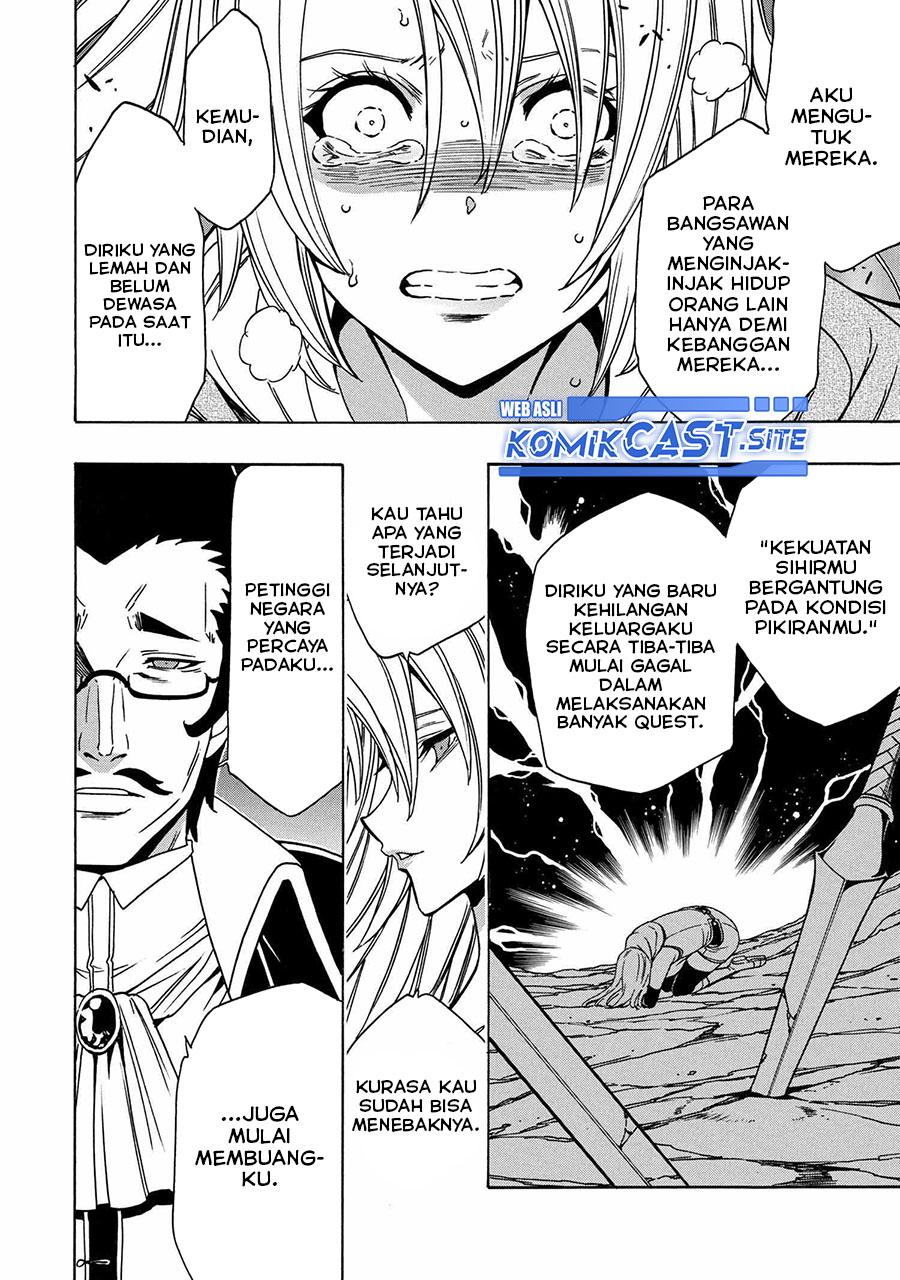 AKU
MENGU-
TUK
MEREKA.
PARA
BANGSAWAN
YANG
MENGINJAK-
INJAK HIDUP
ORANG LAIN
HANYA DEMI
KEBANGGAN
MEREKA...
KEMU-
DIAN,
DIRIKU YANG
LEMAH DAN
BELUM
DEWASA
PADA SAAT
ITU...
WEB ASLI
KOMIKCAST.SITE
"KEKUATAN
SIHIRMU
BERGANTUNG
PADA KONDISI
PIKIRANMU."
DIRIKU YANG BARU
KEHILANGAN
KELUARGAKU
SECARA TIBA-TIBA
MULAI GAGAL
DALAM
MELAKSANAKAN
BANYAK QUEST.
KAU TAHU
APA YANG
TERJADI
SELANJUT-
NYA?
KURASA KAU
SUDAH BISA
MENEBAKNYA.
PETINGGI
NEGARA
YANG
PERCAYA
PADAKU...
...JUGA
MULAI
MEMBUANG-
KU.